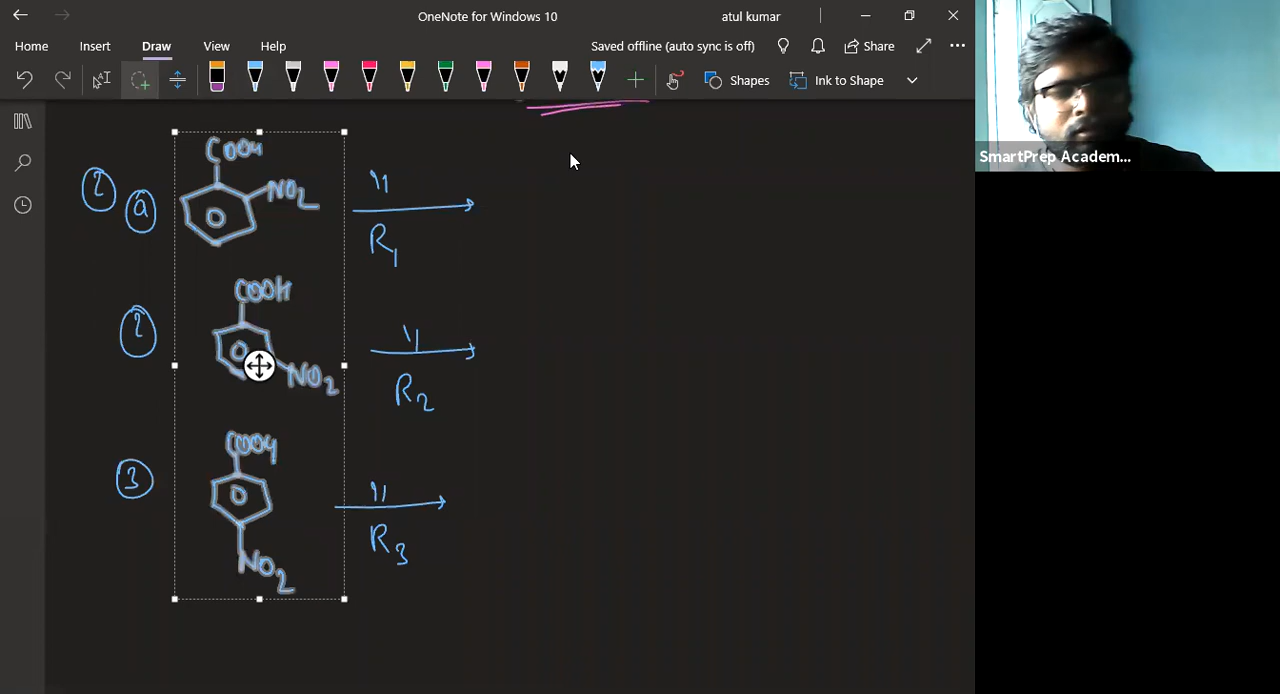 OneNote for Windows 10
atul kumar
Home Insert Draw View Help
Saved offline (auto sync is off)
Share
Shapes
Ink to Shape
SmartPrep Academ...
COOH
NO2
a
R1
COOH
NO2
R2
3
COOH
NO2
R3